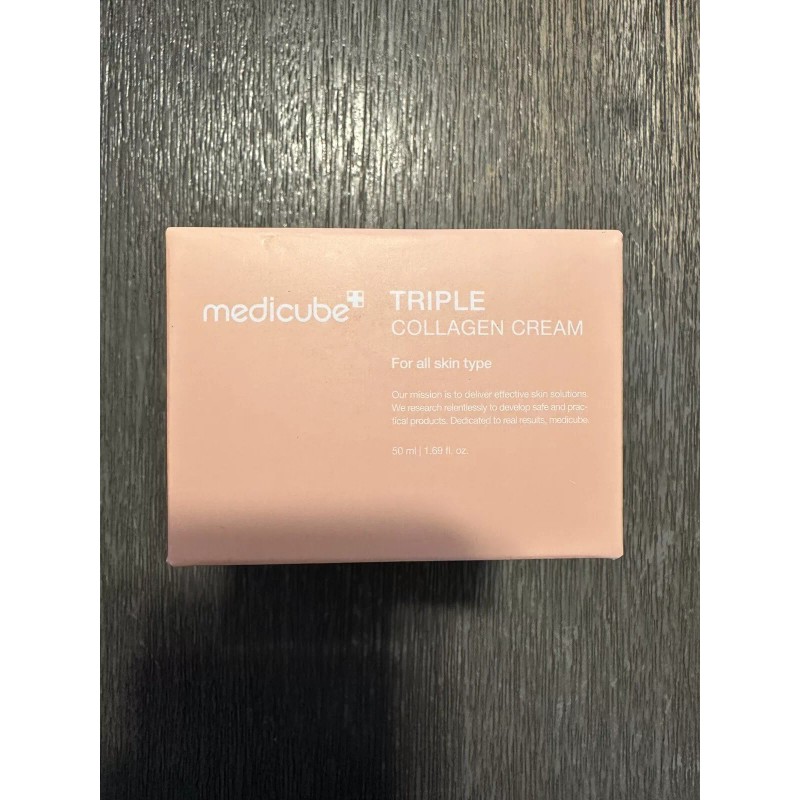 medicube
TRIPLE
COLLAGEN CREAM
For all skin type
Our mission is to deliver effective skin solutions.
We research relentlessly to develop safe and prac-
tical products. Dedicated to real results, medicube.
50 ml | 1.69 fl. oz.